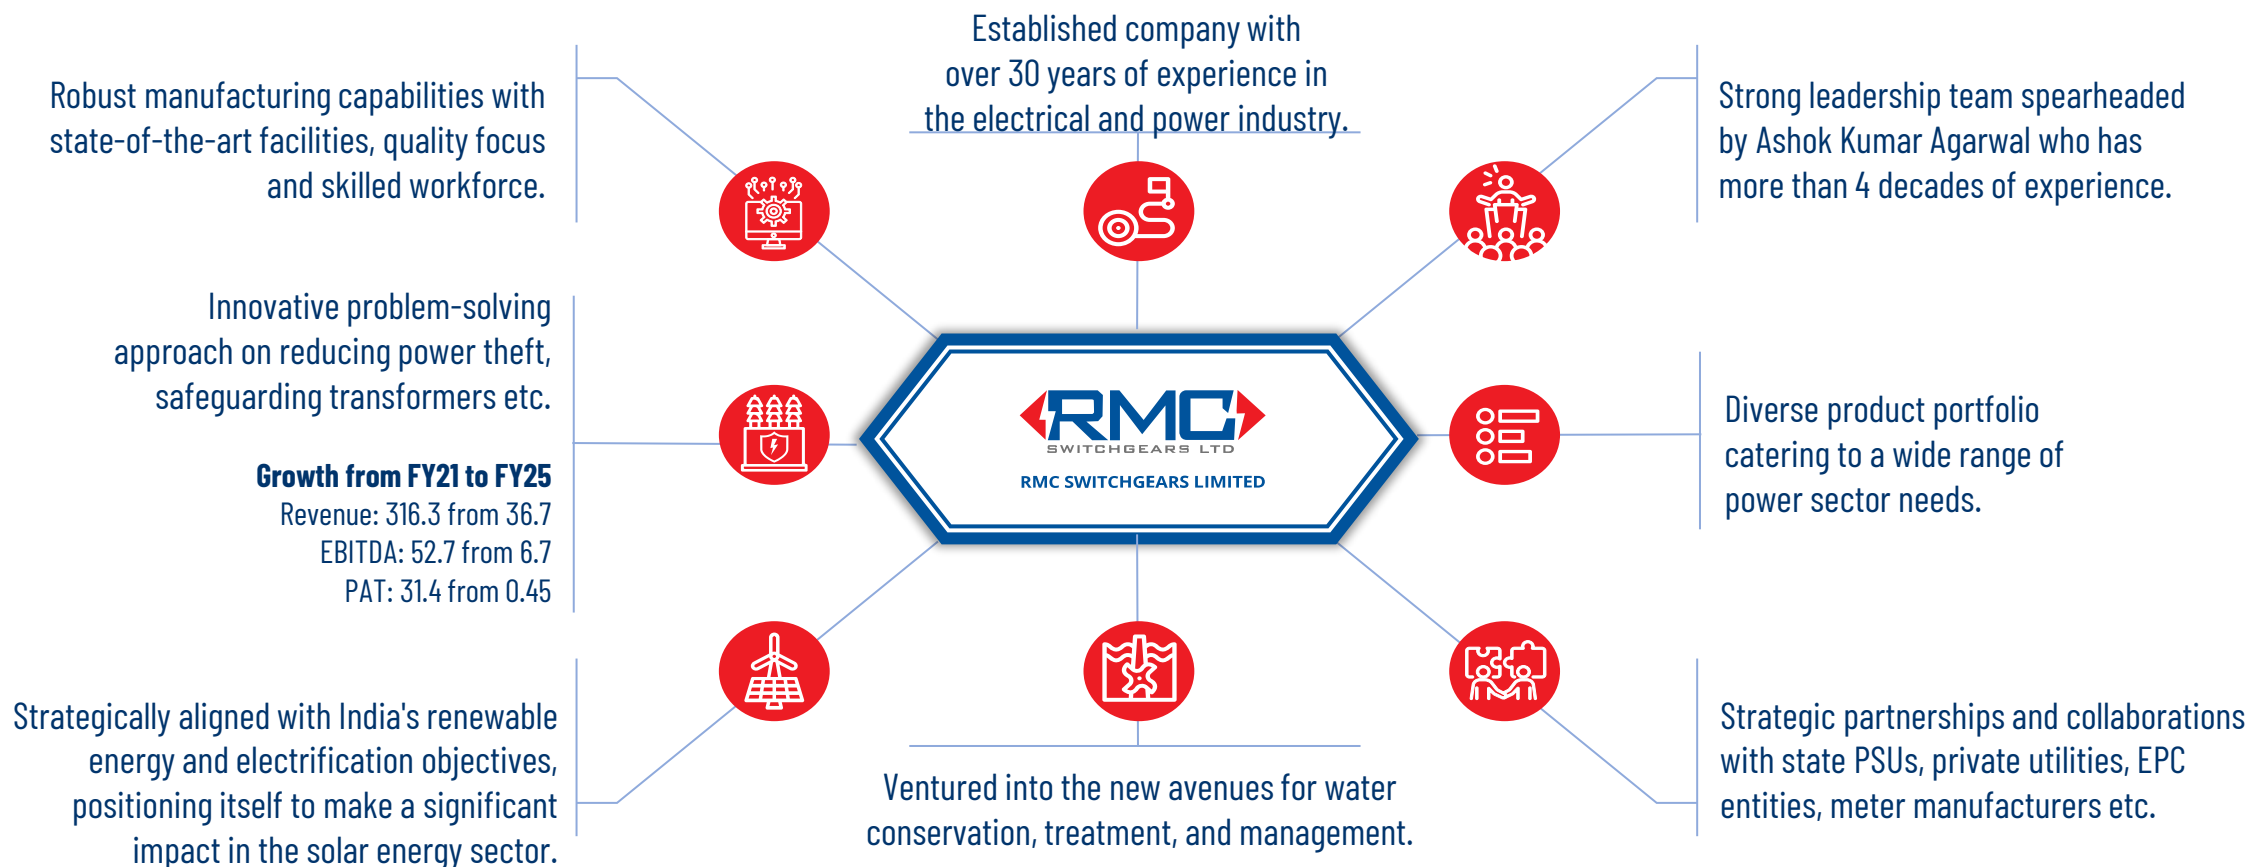 Established company with
over 30 years of experience in
the electrical and power industry.
Robust manufacturing capabilities with
state-of-the-art facilities, quality focus
and skilled workforce.
Strong leadership team spearheaded
by Ashok Kumar Agarwal who has
more than 4 decades of experience.
Innovative problem-solving
approach on reducing power theft,
safeguarding transformers etc.
Growth from FY21 to FY25
Revenue: 316.3 from 36.7
EBITDA: 52.7 from 6.7
PAT: 31.4 from 0.45
RMC
SWITCHGEARS LTD
RMC SWITCHGEARS LIMITED
Diverse product portfolio
catering to a wide range of
power sector needs.
Strategically aligned with India's renewable
energy and electrification objectives,
positioning itself to make a significant
impact in the solar energy sector.
Ventured into the new avenues for water
conservation, treatment, and management.
Strategic partnerships and collaborations
with state PSUs, private utilities, EPC
entities, meter manufacturers etc.